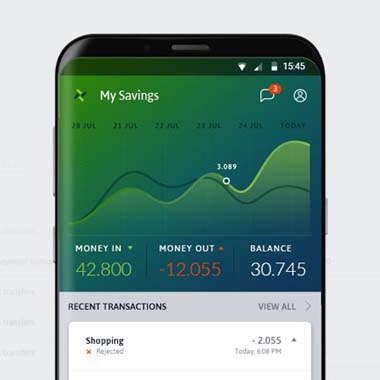 15:45
My Savings
3
20 JUL 21 JUL 22 JUL 23 JUL 24 JUL TODAY
3.089
MONEY IN MONEY OUT BALANCE
42.800 -12.055 30.745
RECENT TRANSACTIONS VIEW ALL
Shopping - 2.055
Rejected Today, 6:08 PM